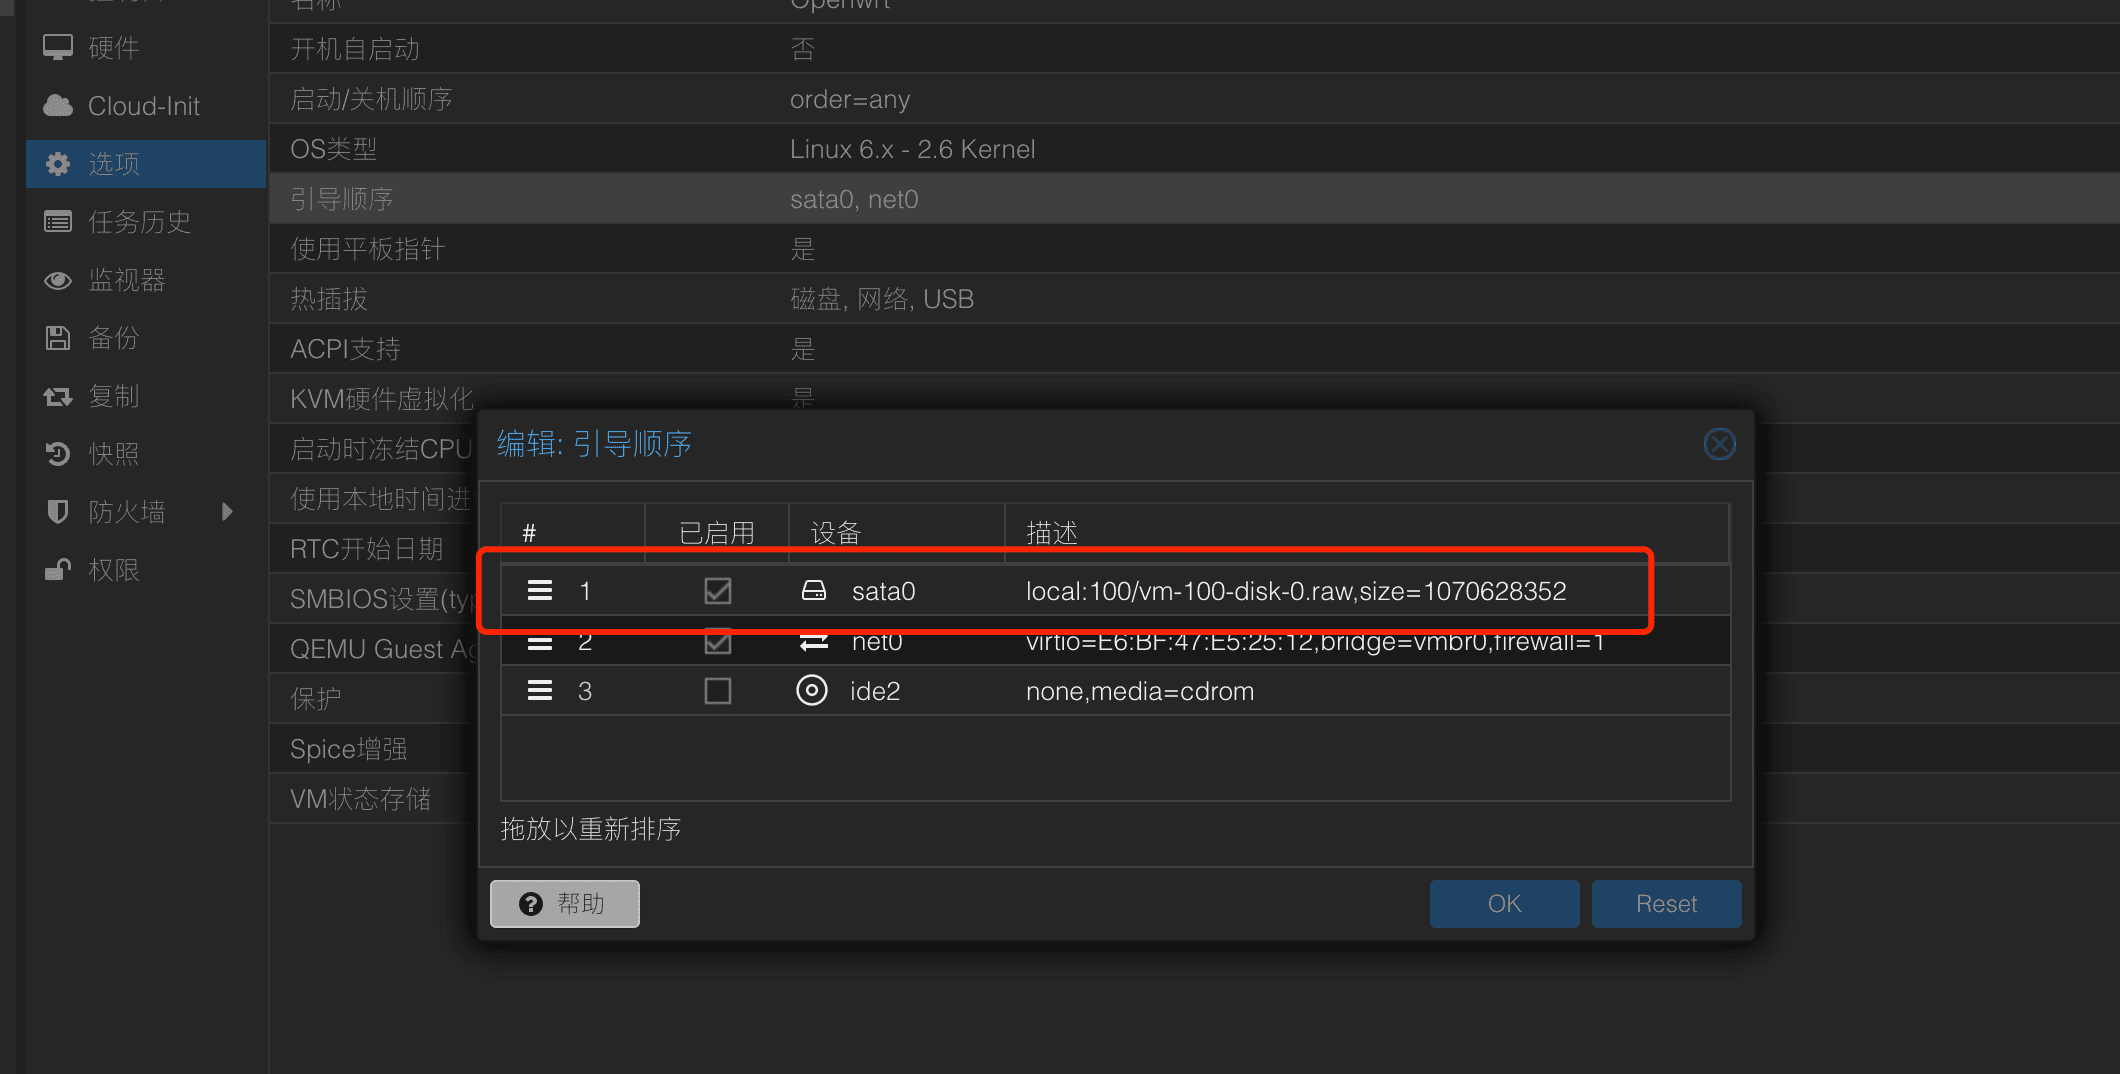 名称 Openwrt
硬件
开机自启动 否
Cloud-Init
启动/关机顺序 order=any
OS类型 Linux 6.x - 2.6 Kernel
选项
引导顺序 sata0, net0
任务历史
使用平板指针 是
监视器
热插拔 磁盘, 网络, USB
备份
ACPI支持 是
复制
KVM硬件虚拟化 是
快照
启动时冻结CPU
防火墙
使用本地时间进
权限
RTC开始日期
SMBIOS设置(typ
QEMU Guest Ag
保护
Spice增强
VM状态存储
编辑: 引导顺序
# 已启用 设备 描述
1 sata0 local:100/vm-100-disk-0.raw,size=1070628352
2 net0 virtio=E6:BF:47:E5:25:12,bridge=vmbr0,firewall=1
3 ide2 none,media=cdrom
拖放以重新排序
帮助
OK
Reset